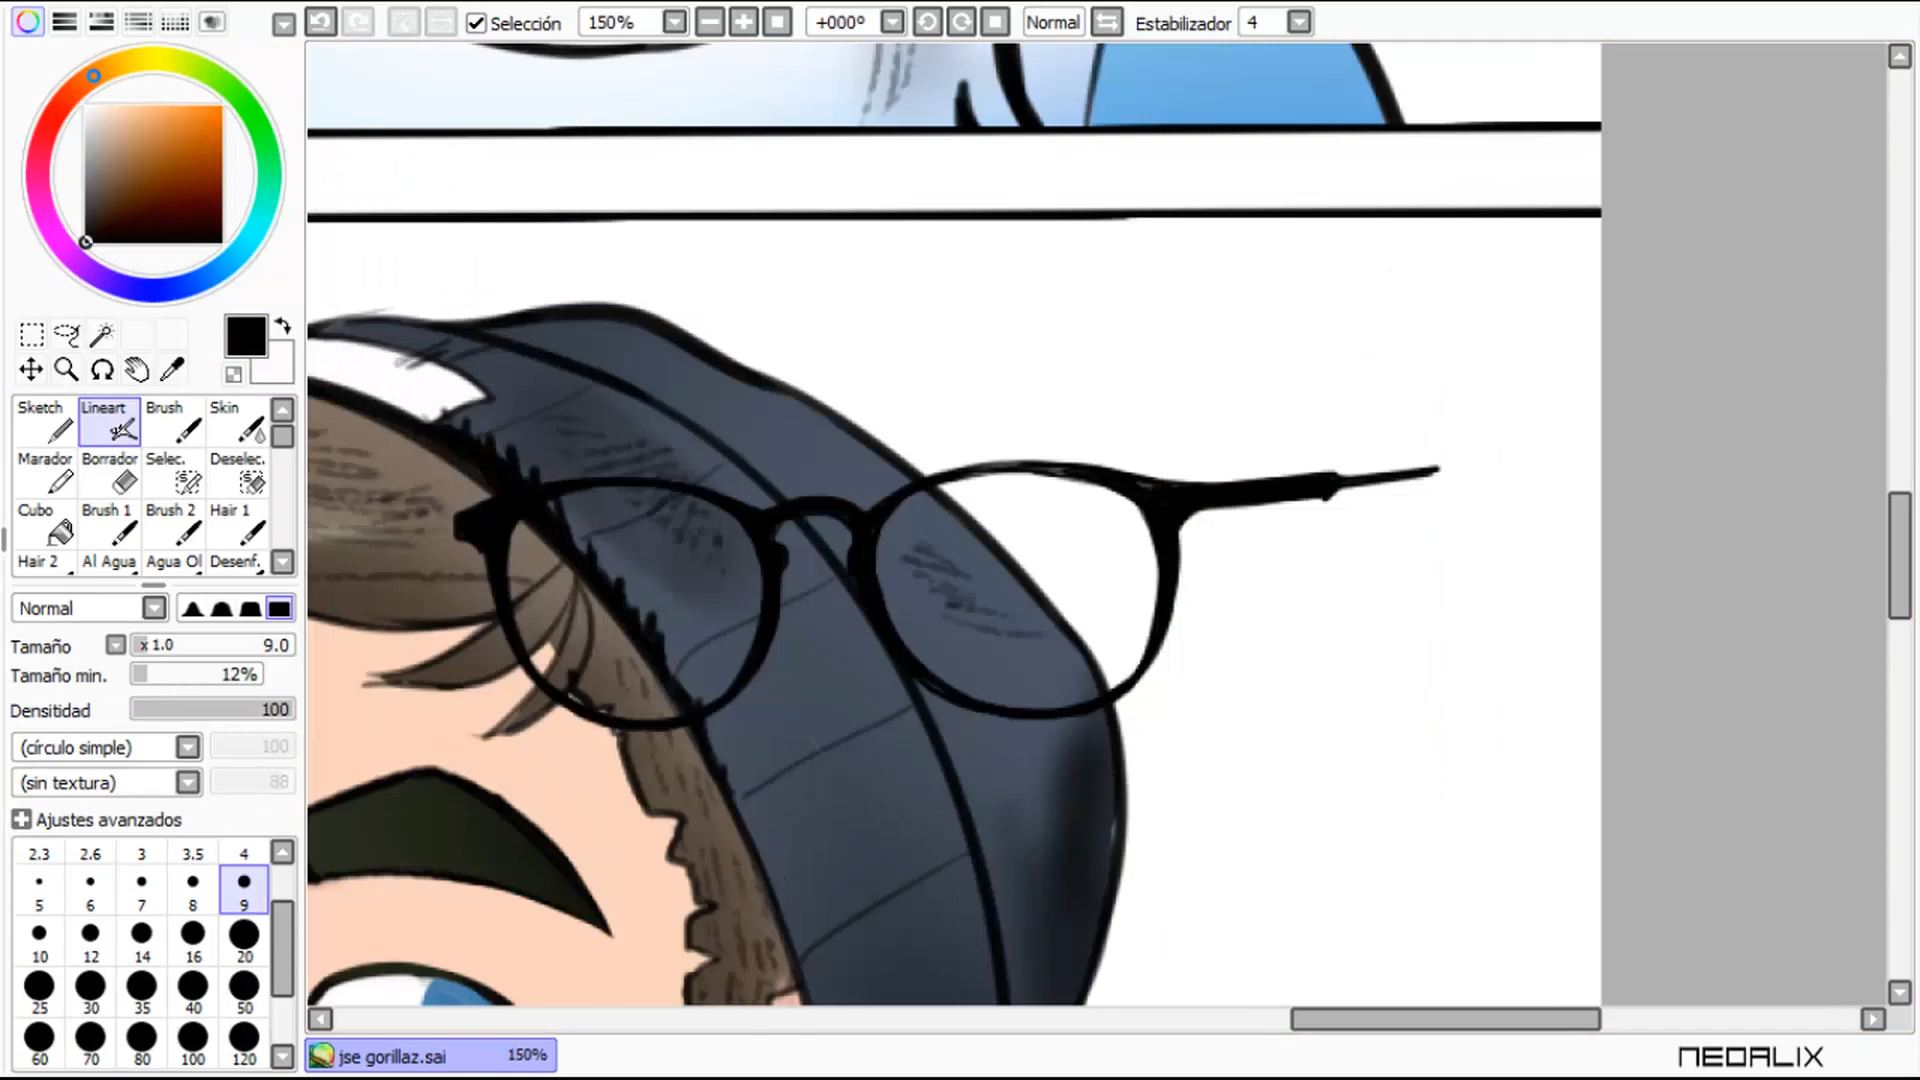 Selección 150% +000º Normal Estabilizador 4
Sketch Lineart Brush Skin
Marador Borrador Selec. Deselec.
Cubo Brush 1 Brush 2 Hair 1
Hair 2 Al Agua Agua Ol Desenf.
Normal
Tamaño x 1.0 9.0
Tamaño min. 12%
Densitidad 100
(círculo simple) 100
(sin textura) 88
Ajustes avanzados
2.3 2.6 3 3.5 4
5 6 7 8 9
10 12 14 16 20
25 30 35 40 50
60 70 80 100 120
jse gorillaz.sai 150%
NEOALIX